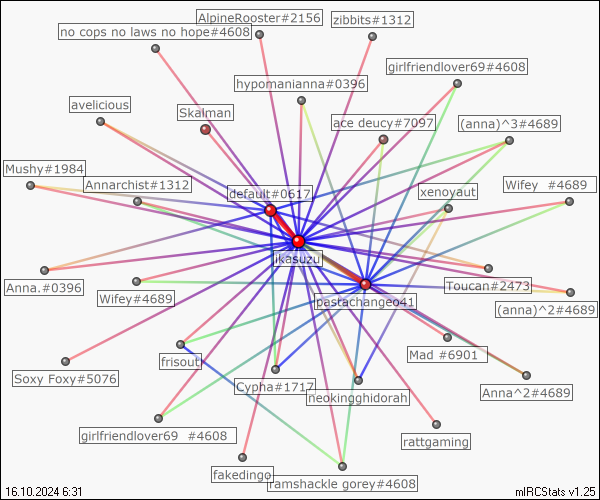 AlpineRooster#2156
zibbits#1312
no cops no laws no hope#4608
girlfriendlover69#4608
hypomanianna#0396
avelicious
Skalman
ace deucy#7097
(anna)^3#4689
Mushy#1984
Annarchist#1312
default#0617
xenoyaut
Wifey #4689
ikasuzu
Anna.#0396
Wifey#4689
pastachangeo41
Toucan#2473
(anna)^2#4689
frisout
Mad #6901
Soxy Foxy#5076
Cypha#1717
neokingghidorah
Anna^2#4689
girlfriendlover69 #4608
rattgaming
fakedingo
ramshackle gorey#4608
16.10.2024 6:31
mIRCStats v1.25